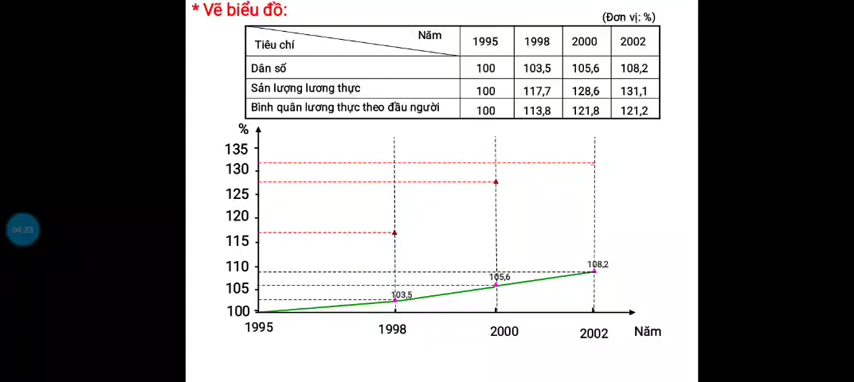 * Vẽ biểu đồ:
(Đơn vị: %)
Năm
Tiêu chí 1995 1998 2000 2002
Dân số 100 103,5 105,6 108,2
Sản lượng lương thực 100 117,7 128,6 131,1
Bình quân lương thực theo đầu người 100 113,8 121,8 121,2
%
135
130
125
120
115
110
105
100
108,2
105,6
103,5
1995 1998 2000 2002 Năm
04:23